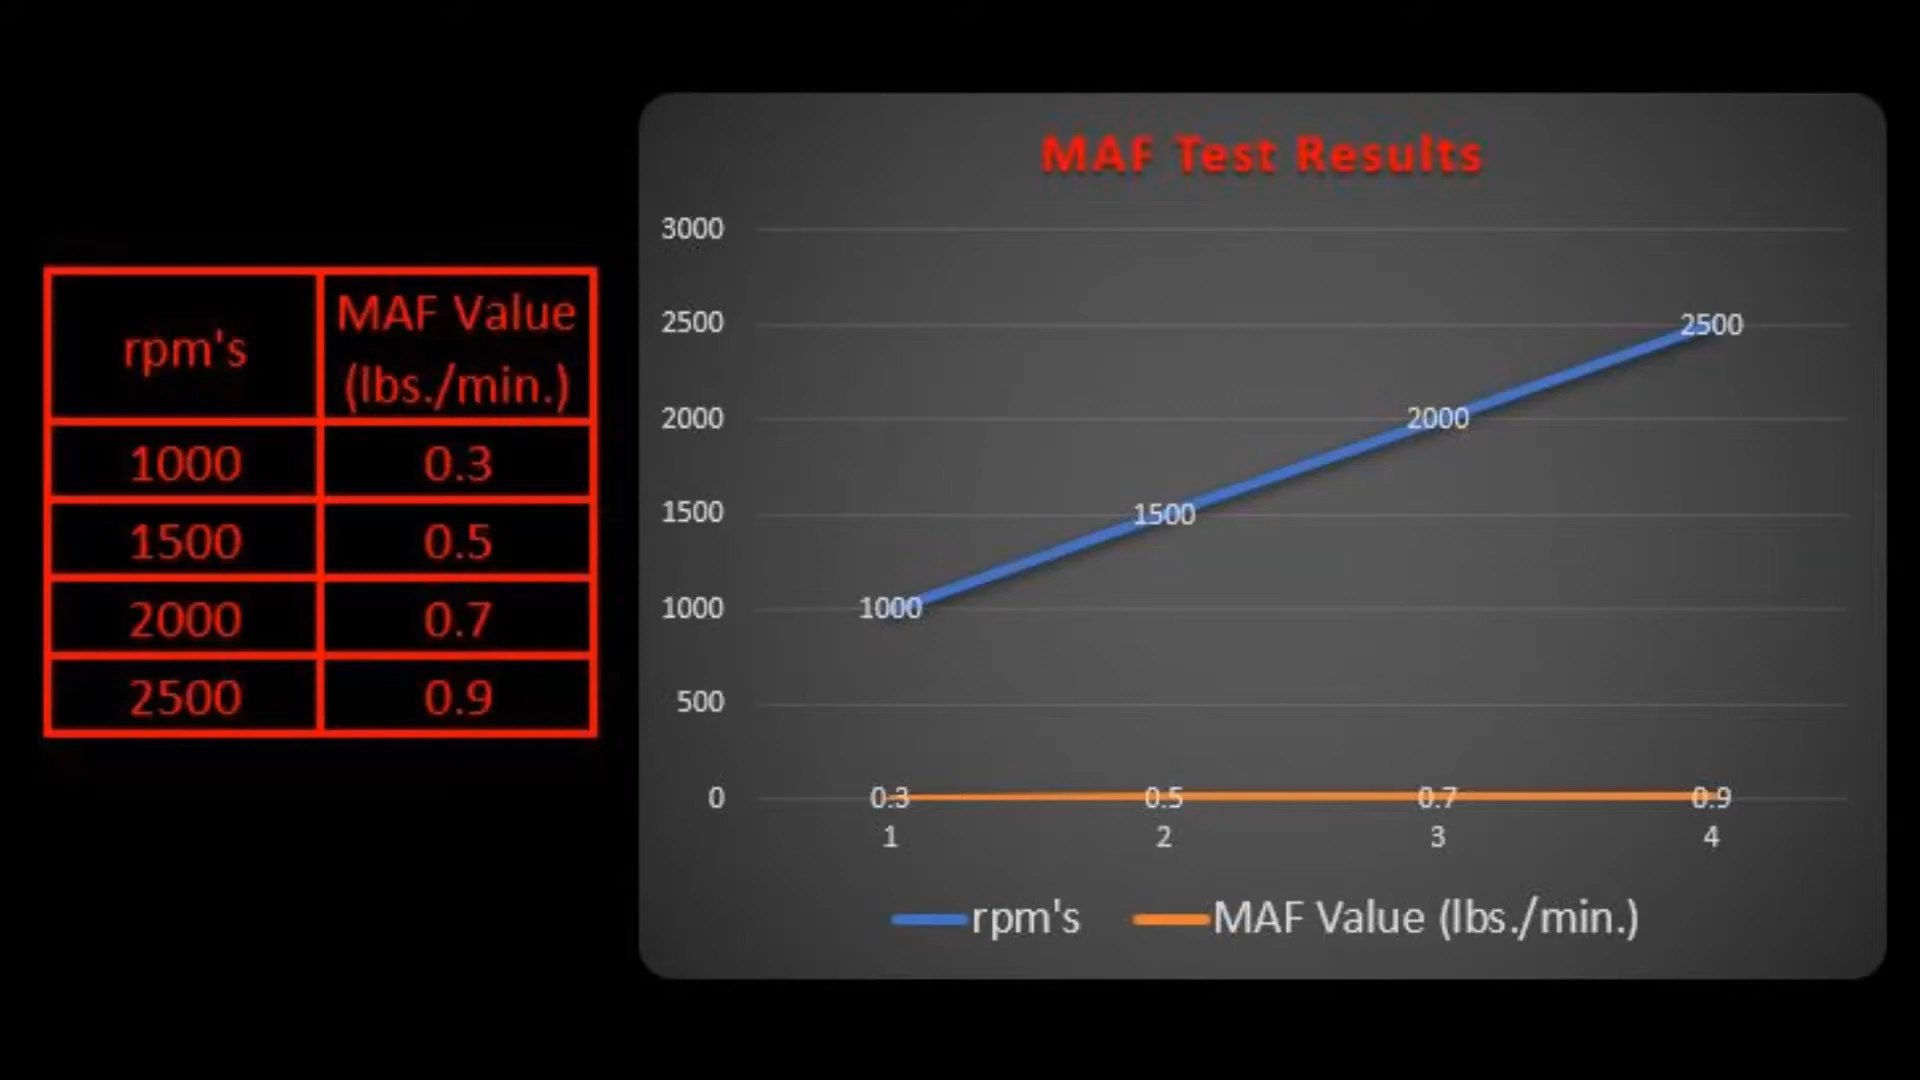 rpm's
MAF Value
(lbs./min.)
1000 0.3
1500 0.5
2000 0.7
2500 0.9
MAF Test Results
3000
2500
2000
1500
1000
500
0
1000
1500
2000
2500
0.3 0.5 0.7 0.9
1 2 3 4
rpm's MAF Value (lbs./min.)